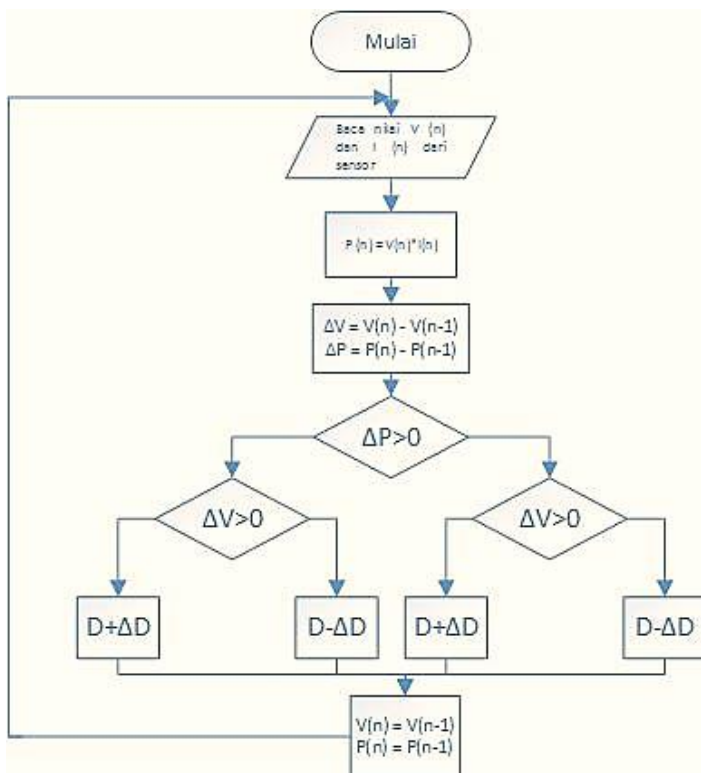 Mulai
Baca nilai V (n)
dan I (n) dari
sensor
P (n) = V(n)*I(n)
ΔV = V(n) - V(n-1)
ΔP = P(n) - P(n-1)
ΔP>0
ΔV>0
ΔV>0
D+ΔD
D-ΔD
D+ΔD
D-ΔD
V(n) = V(n-1)
P(n) = P(n-1)